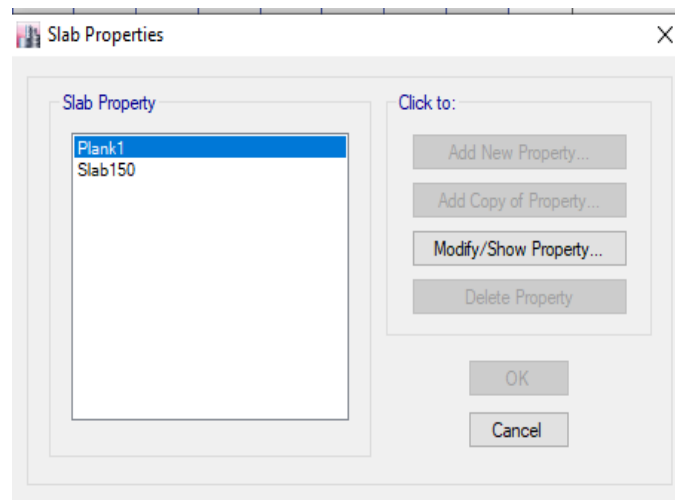 Slab Properties
Slab Property
Plank1
Slab150
Click to:
Add New Property...
Add Copy of Property...
Modify/Show Property...
Delete Property
OK
Cancel